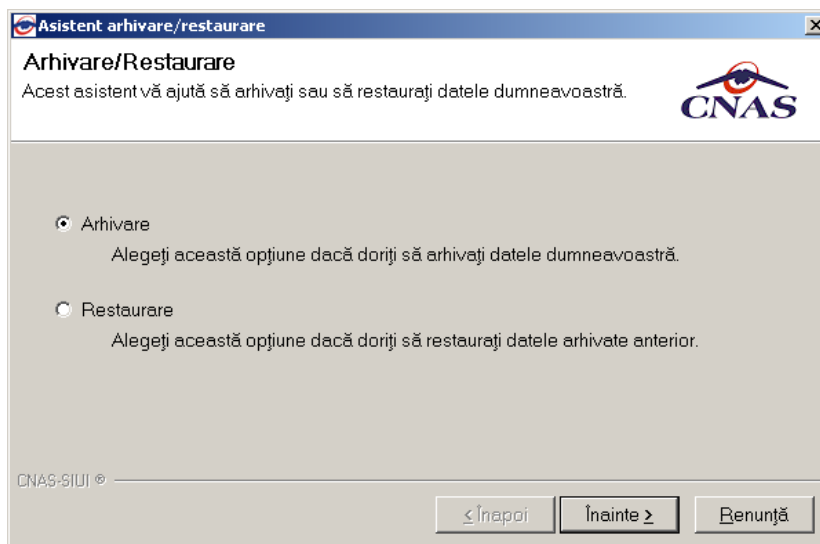 Asistent arhivare/restaurare
Arhivare/Restaurare
Acest asistent vă ajută să arhivaţi sau să restauraţi datele dumneavoastră.
CNAS
Arhivare
Alegeţi această opţiune dacă doriţi să arhivaţi datele dumneavoastră.
Restaurare
Alegeţi această opţiune dacă doriţi să restauraţi datele arhivate anterior.
CNAS-SIUI ®
< Înapoi
Înainte >
Renunţă